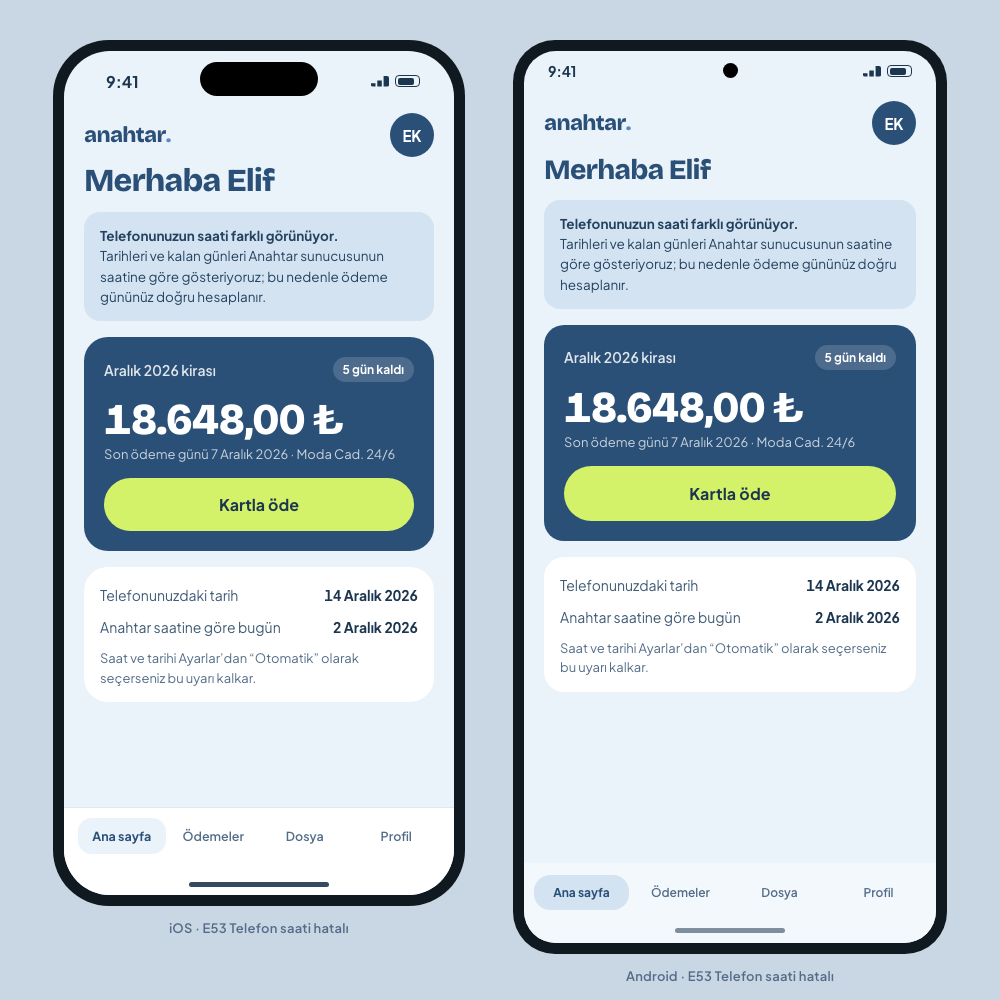 9:41
anahtar.
EK
Merhaba Elif
Telefonunuzun saati farklı görünüyor.
Tarihleri ve kalan günleri Anahtar sunucusunun
saatine göre gösteriyoruz; bu nedenle ödeme
gününüz doğru hesaplanır.
Aralık 2026 kirası
5 gün kaldı
18.648,00 ₺
Son ödeme günü 7 Aralık 2026 · Moda Cad. 24/6
Kartla öde
Telefonunuzdaki tarih
14 Aralık 2026
Anahtar saatine göre bugün
2 Aralık 2026
Saat ve tarihi Ayarlar’dan “Otomatik” olarak
seçerseniz bu uyarı kalkar.
Ana sayfa
Ödemeler
Dosya
Profil
iOS · E53 Telefon saati hatalı
9:41
anahtar.
EK
Merhaba Elif
Telefonunuzun saati farklı görünüyor.
Tarihleri ve kalan günleri Anahtar sunucusunun saatine
göre gösteriyoruz; bu nedenle ödeme gününüz doğru
hesaplanır.
Aralık 2026 kirası
5 gün kaldı
18.648,00 ₺
Son ödeme günü 7 Aralık 2026 · Moda Cad. 24/6
Kartla öde
Telefonunuzdaki tarih
14 Aralık 2026
Anahtar saatine göre bugün
2 Aralık 2026
Saat ve tarihi Ayarlar’dan “Otomatik” olarak seçerseniz
bu uyarı kalkar.
Ana sayfa
Ödemeler
Dosya
Profil
Android · E53 Telefon saati hatalı